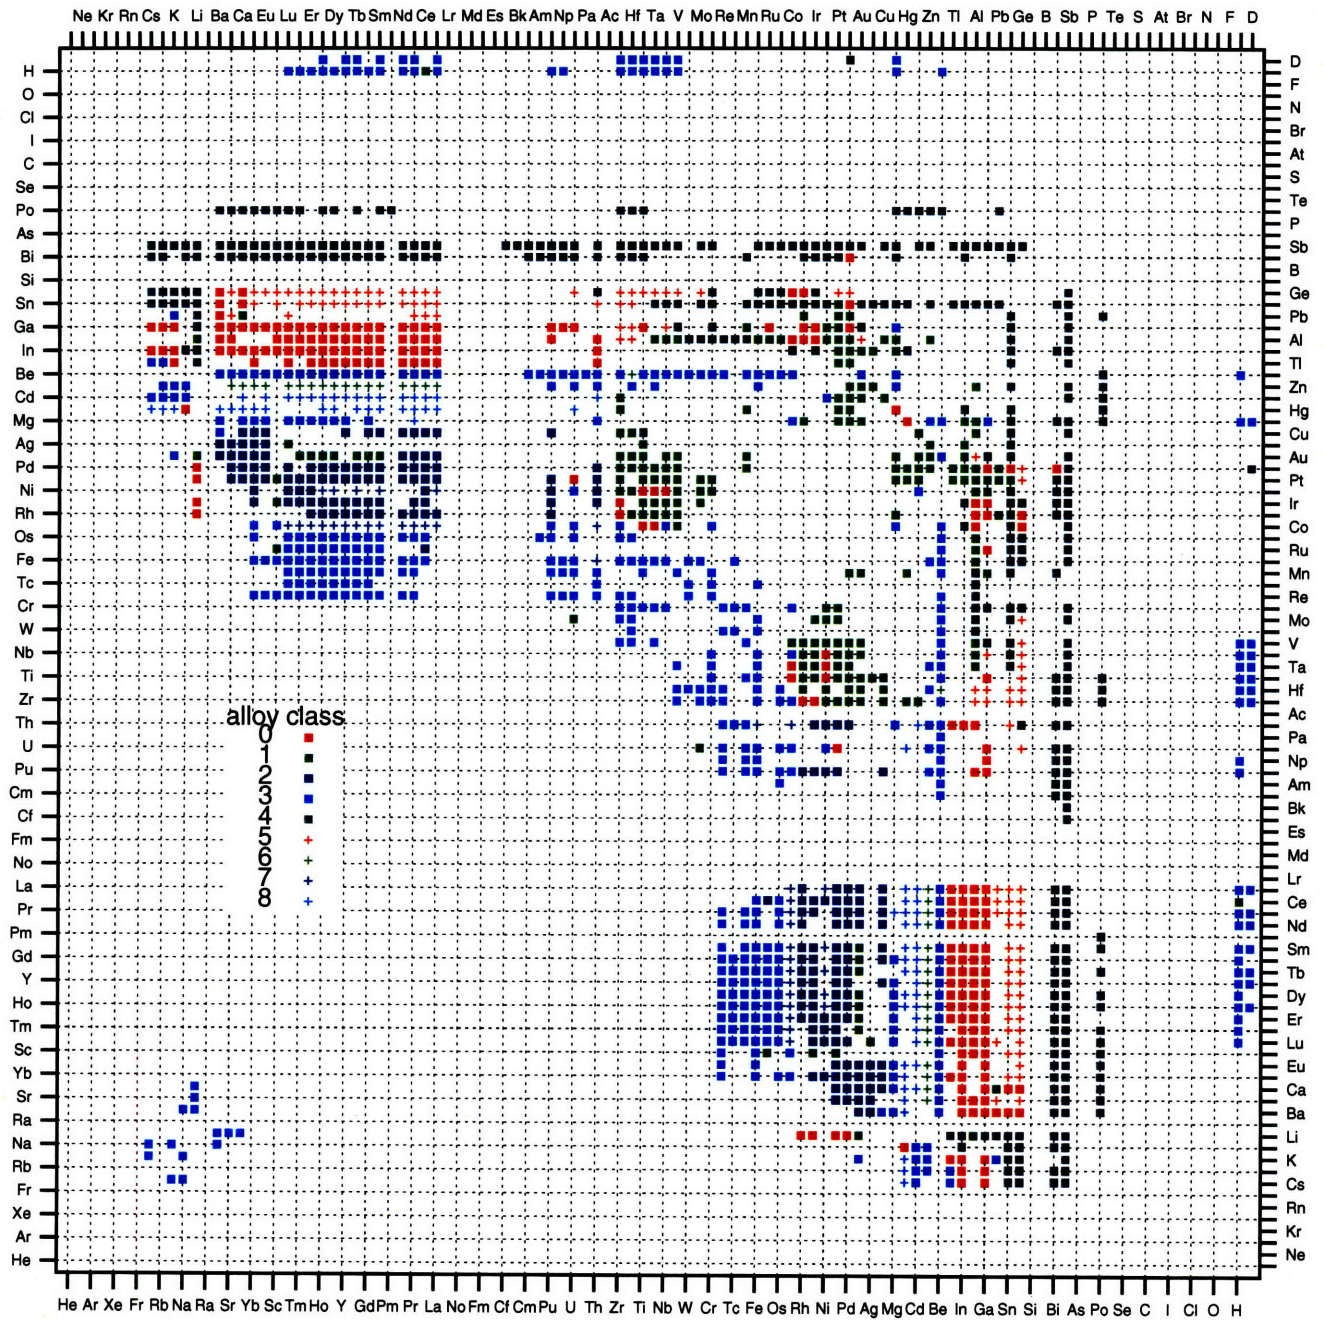 Ne Kr Rn Cs K Li Ba Ca Eu Lu Er Dy Tb Sm Nd Ce Lr Md Es Bk Am Np Pa Ac Hf Ta V Mo Re Mn Ru Co Ir Pt Au Cu Hg Zn Tl Al Pb Ge B Sb P Te S At Br N F D
H
O
Cl
I
C
Se
Po
As
Bi
Si
Sn
Ga
In
Be
Cd
Mg
Ag
Pd
Ni
Rh
Os
Fe
Tc
Cr
W
Nb
Ti
Zr
Th
U
Pu
Cm
Cf
Fm
No
La
Pr
Pm
Gd
Y
Ho
Tm
Sc
Yb
Sr
Ra
Na
Rb
Fr
Xe
Ar
He
alloy class
0
1
2
3
4
5
6
7
8
D
F
N
Br
At
S
Te
P
Sb
B
Ge
Pb
Al
Tl
Zn
Hg
Cu
Au
Pt
Ir
Co
Ru
Mn
Re
Mo
V
Ta
Hf
Ac
Pa
Np
Am
Bk
Es
Md
Lr
Ce
Nd
Sm
Tb
Dy
Er
Lu
Eu
Ca
Ba
Li
K
Cs
Rn
Kr
Ne
He Ar Xe Fr Rb Na Ra Sr Yb Sc Tm Ho Y Gd Pm Pr La No Fm Cf Cm Pu U Th Zr Ti Nb W Cr Tc Fe Os Rh Ni Pd Ag Mg Cd Be In Ga Sn Si Bi As Po Se C I Cl O H